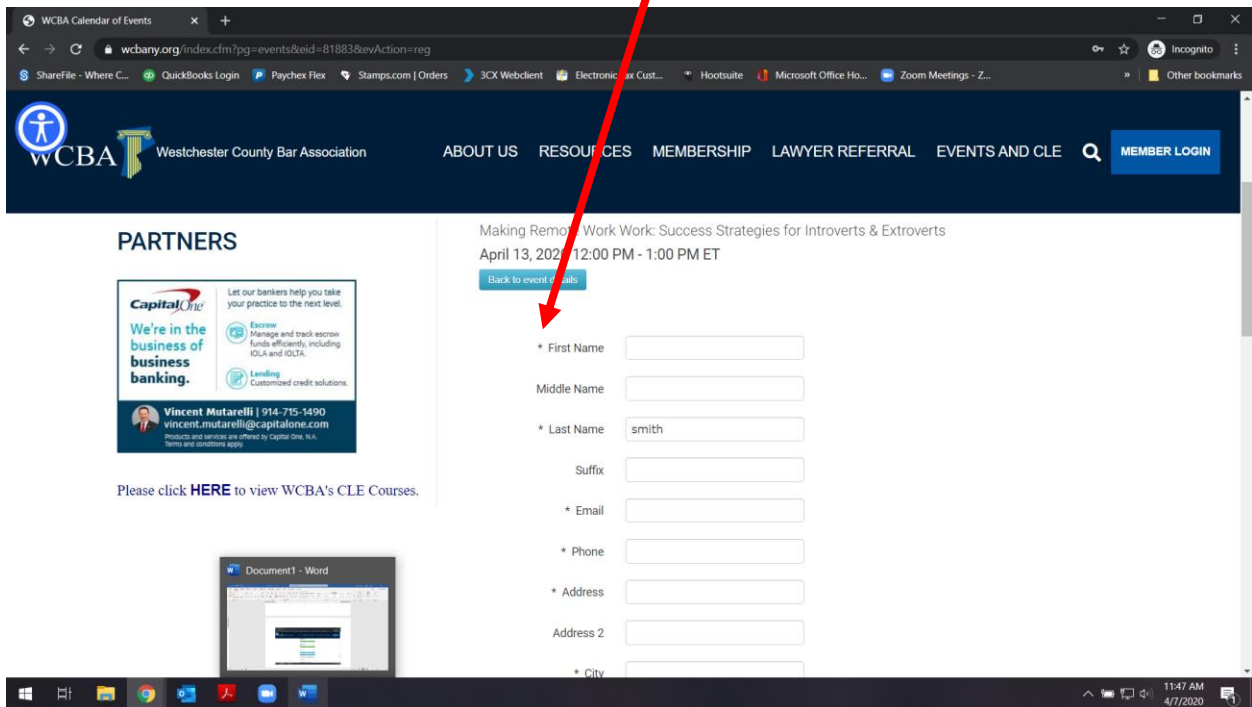 WCBA Calendar of Events
wcbany.org/index.cfm?pg=events&eid=81883&evAction=reg
Incognito
ShareFile - Where C... QuickBooks Login Paychex Flex Stamps.com | Orders 3CX Webclient Electronic Cust... Hootsuite Microsoft Office Ho... Zoom Meetings - Z... » Other bookmarks
WCBA Westchester County Bar Association
ABOUT US RESOURCES MEMBERSHIP LAWYER REFERRAL EVENTS AND CLE MEMBER LOGIN
PARTNERS
CapitalOne
We're in the
business of
business
banking.
Let our bankers help you take
your practice to the next level.
Escrow
Manage and track escrow
funds efficiently, including
IOLA and IOLTA.
Lending
Customized credit solutions.
Vincent Mutarelli | 914-715-1490
vincent.mutarelli@capitalone.com
Products and services are offered by Capital One, N.A.
Terms and conditions apply.
Please click HERE to view WCBA's CLE Courses.
Document1 - Word
Making Remote Work Work: Success Strategies for Introverts & Extroverts
April 13, 2020 12:00 PM - 1:00 PM ET
Back to event details
* First Name
Middle Name
* Last Name smith
Suffix
* Email
* Phone
* Address
Address 2
* City
11:47 AM
4/7/2020
1